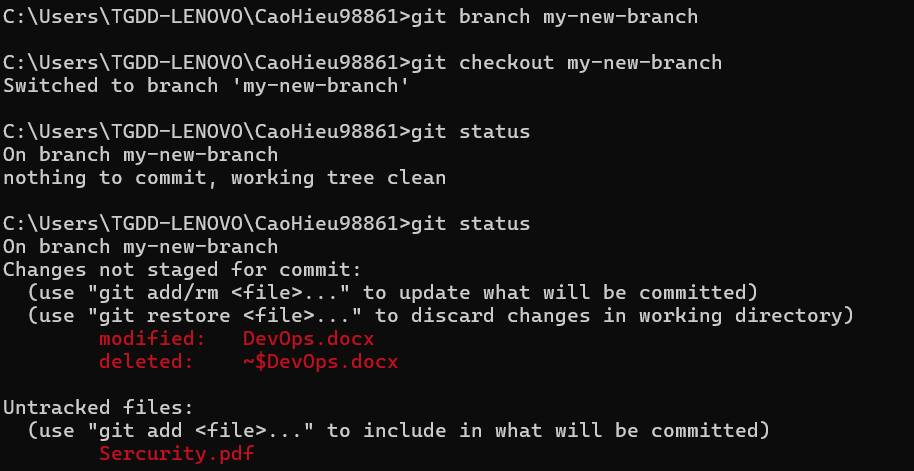 C:\Users\TGDD-LENOVO\CaoHieu98861>git branch my-new-branch
C:\Users\TGDD-LENOVO\CaoHieu98861>git checkout my-new-branch
Switched to branch 'my-new-branch'
C:\Users\TGDD-LENOVO\CaoHieu98861>git status
On branch my-new-branch
nothing to commit, working tree clean
C:\Users\TGDD-LENOVO\CaoHieu98861>git status
On branch my-new-branch
Changes not staged for commit:
  (use "git add/rm <file>..." to update what will be committed)
  (use "git restore <file>..." to discard changes in working directory)
        modified:   DevOps.docx
        deleted:    ~$DevOps.docx
Untracked files:
  (use "git add <file>..." to include in what will be committed)
        Sercurity.pdf